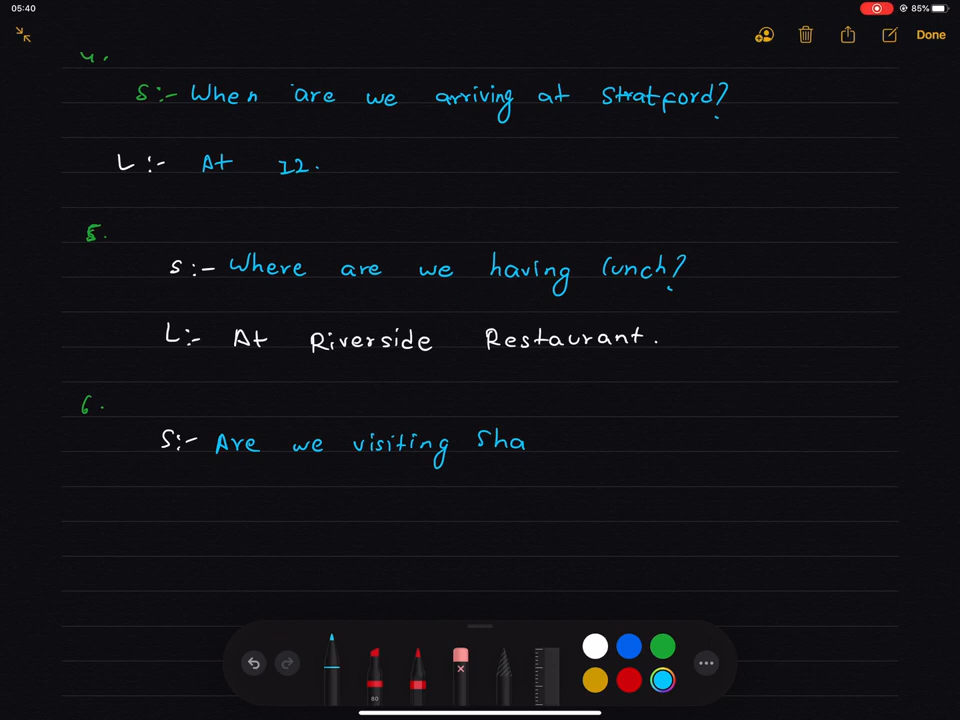 05:40
85%
Done
4.
S:- When are we arriving at Stratford?
L:- At 12.
5.
S:- Where are we having lunch?
L:- At Riverside Restaurant.
6.
S:- Are we visiting Sha
80